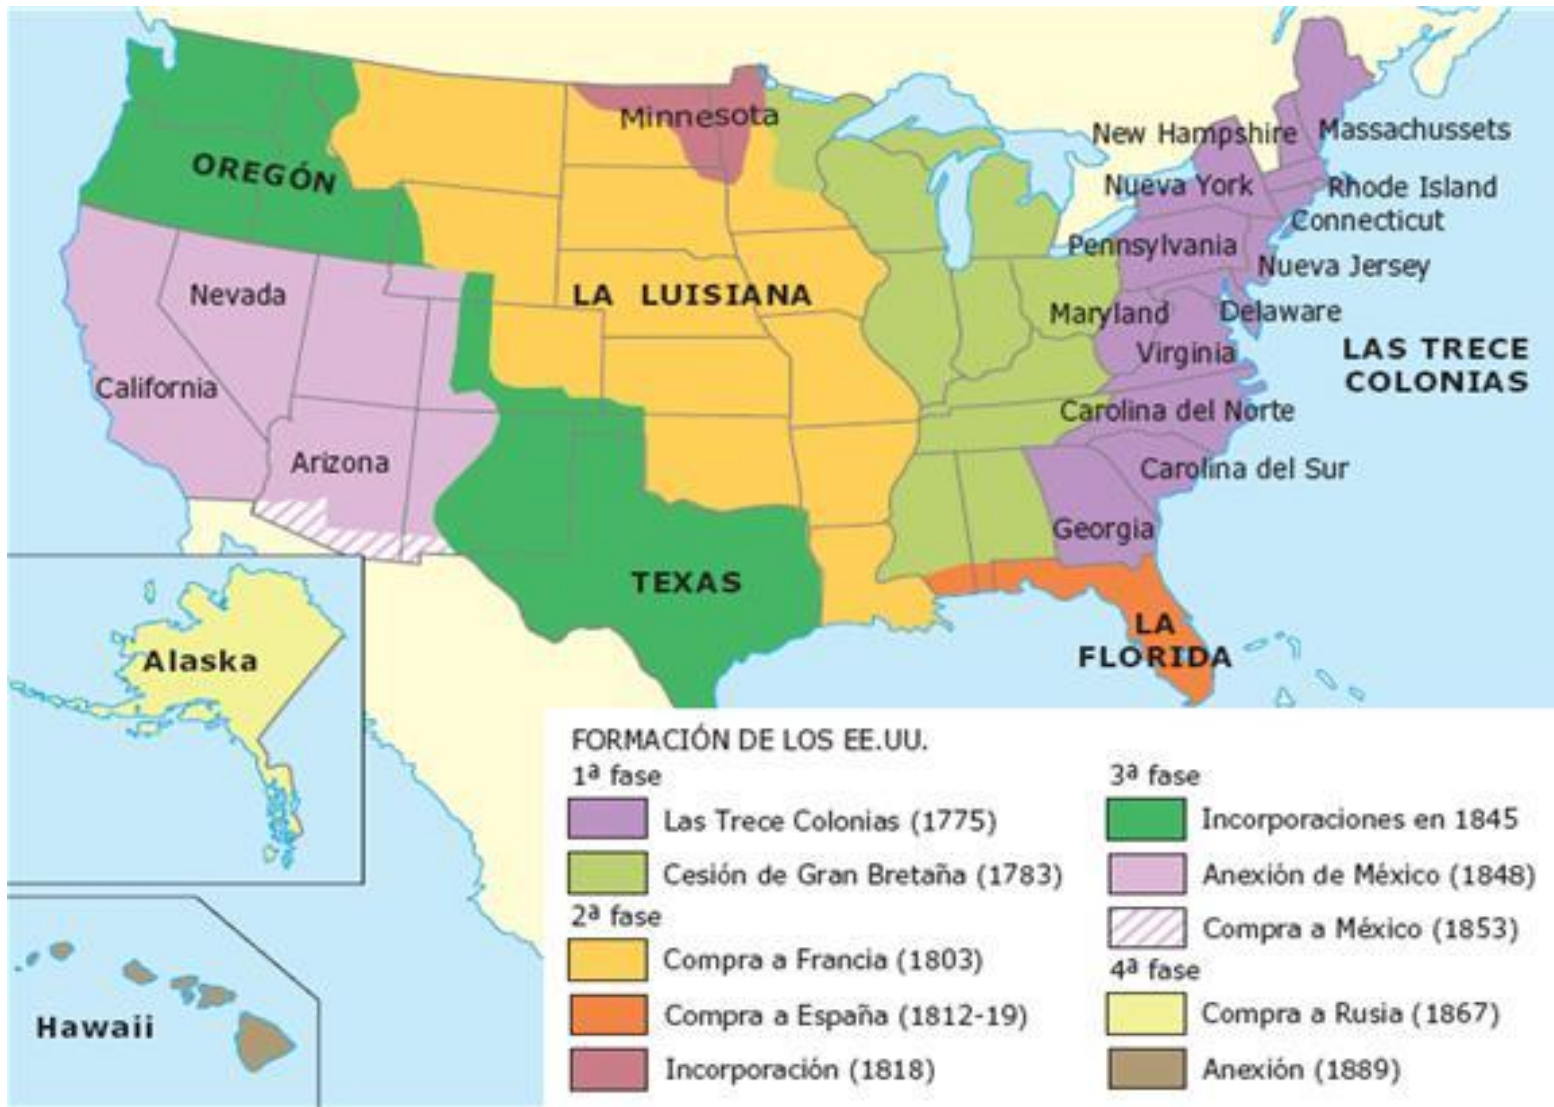 Minnesota
New Hampshire
Massachussets
OREGÓN
Nueva York
Rhode Island
Connecticut
Pennsylvania
Nueva Jersey
Nevada
LA LUISIANA
Maryland
Delaware
Virginia
LAS TRECE
COLONIAS
California
Carolina del Norte
Arizona
Carolina del Sur
Georgia
TEXAS
LA
FLORIDA
Alaska
Hawaii
FORMACIÓN DE LOS EE.UU.
1ª fase
Las Trece Colonias (1775)
Cesión de Gran Bretaña (1783)
2ª fase
Compra a Francia (1803)
Compra a España (1812-19)
Incorporación (1818)
3ª fase
Incorporaciones en 1845
Anexión de México (1848)
Compra a México (1853)
4ª fase
Compra a Rusia (1867)
Anexión (1889)